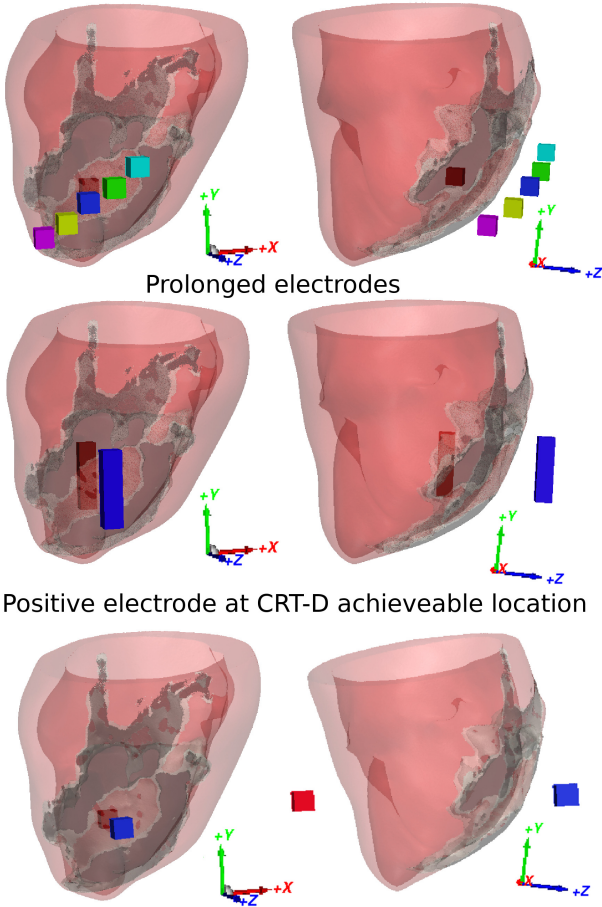 +Y
+X
+Z
+Y
X
+Z
Prolonged electrodes
+Y
+X
+Z
+Y
X
+Z
Positive electrode at CRT-D achieveable location
+Y
+X
+Z
+Y
X
+Z